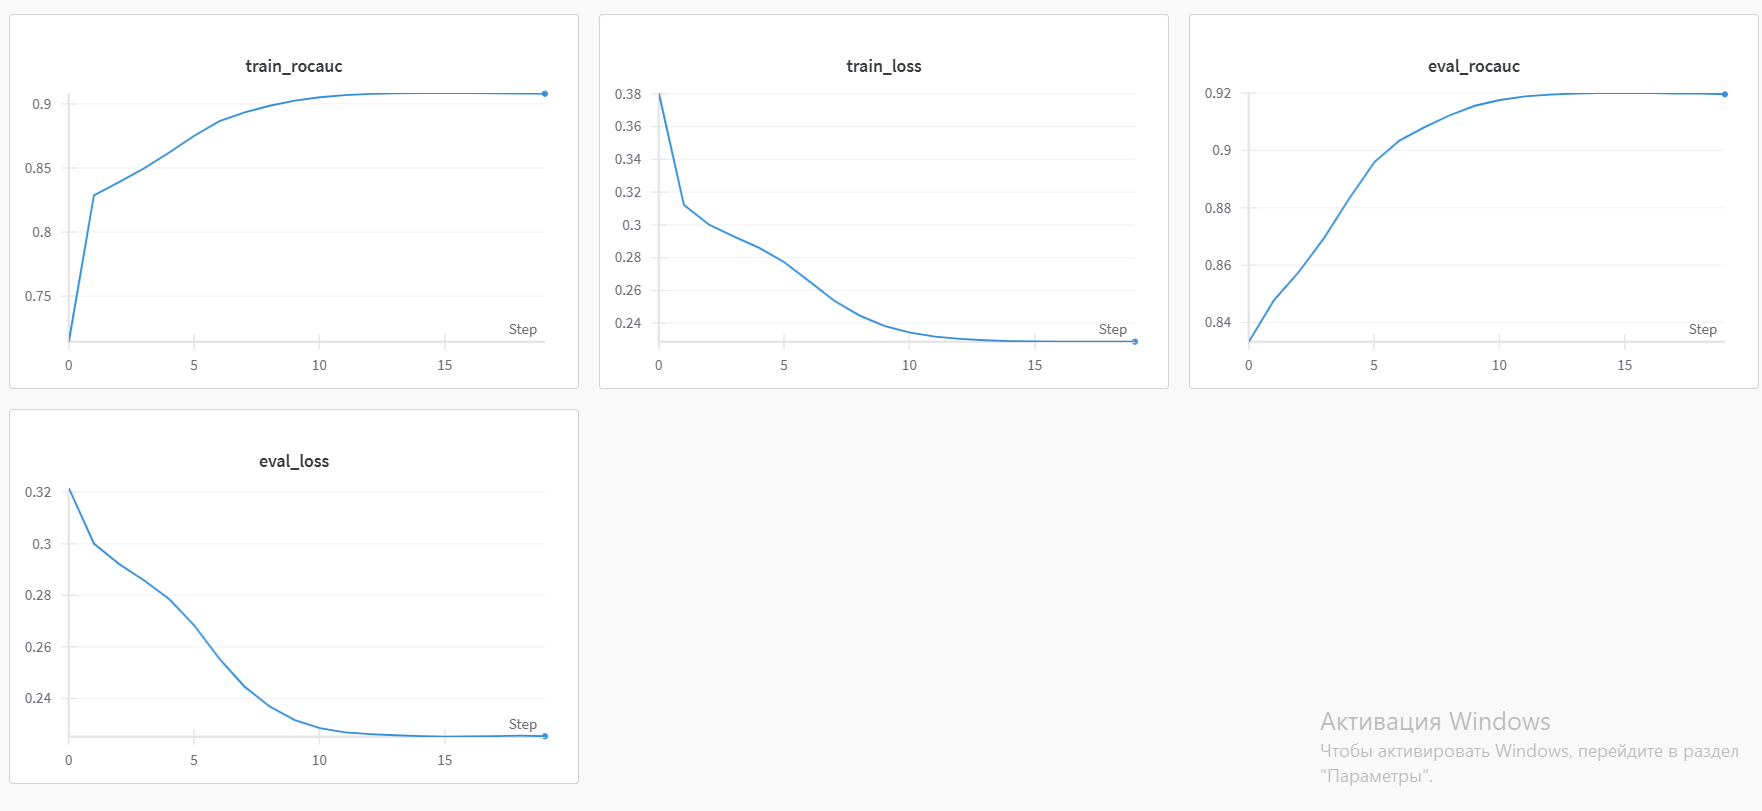 train_rocauc
0.9
0.85
0.8
0.75
Step
0 5 10 15
train_loss
0.38
0.36
0.34
0.32
0.3
0.28
0.26
0.24
Step
0 5 10 15
eval_rocauc
0.92
0.9
0.88
0.86
0.84
Step
0 5 10 15
eval_loss
0.32
0.3
0.28
0.26
0.24
Step
0 5 10 15
Активация Windows
Чтобы активировать Windows, перейдите в раздел
"Параметры".